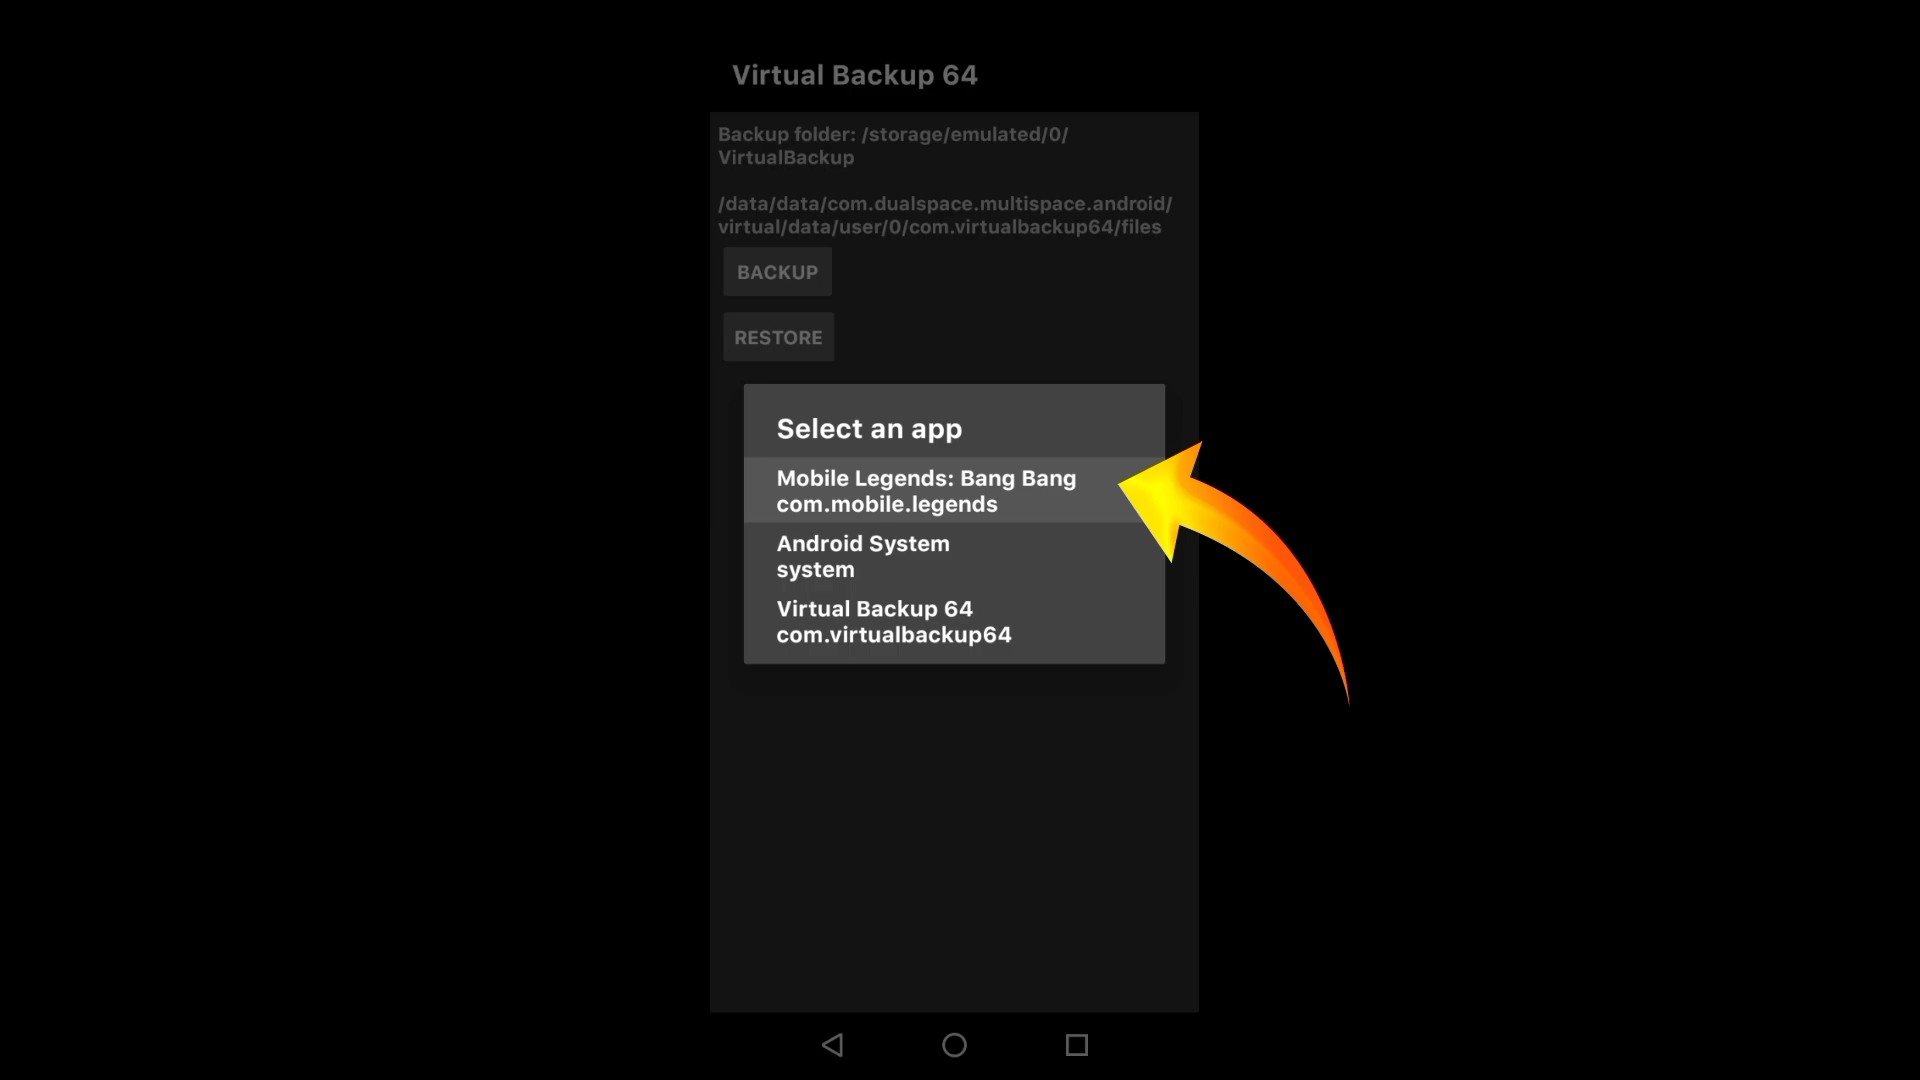 Virtual Backup 64
Backup folder: /storage/emulated/0/
VirtualBackup
/data/data/com.dualspace.multispace.android/
virtual/data/user/0/com.virtualbackup64/files
BACKUP
RESTORE
Select an app
Mobile Legends: Bang Bang
com.mobile.legends
Android System
system
Virtual Backup 64
com.virtualbackup64